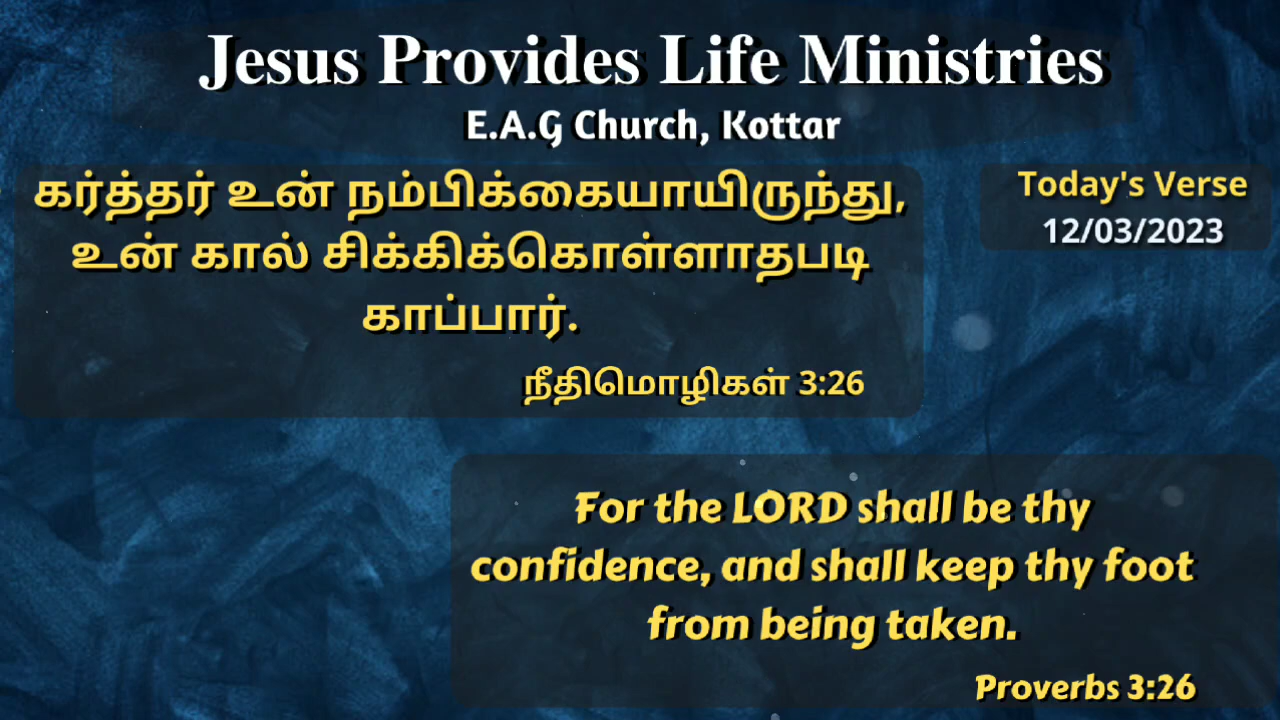 Jesus Provides Life Ministries
E.A.G Church, Kottar
கர்த்தர் உன் நம்பிக்கையாயிருந்து,
உன் கால் சிக்கிக்கொள்ளாதபடி
காப்பார்.
நீதிமொழிகள் 3:26
Today's Verse
12/03/2023
For the LORD shall be thy
confidence, and shall keep thy foot
from being taken.
Proverbs 3:26